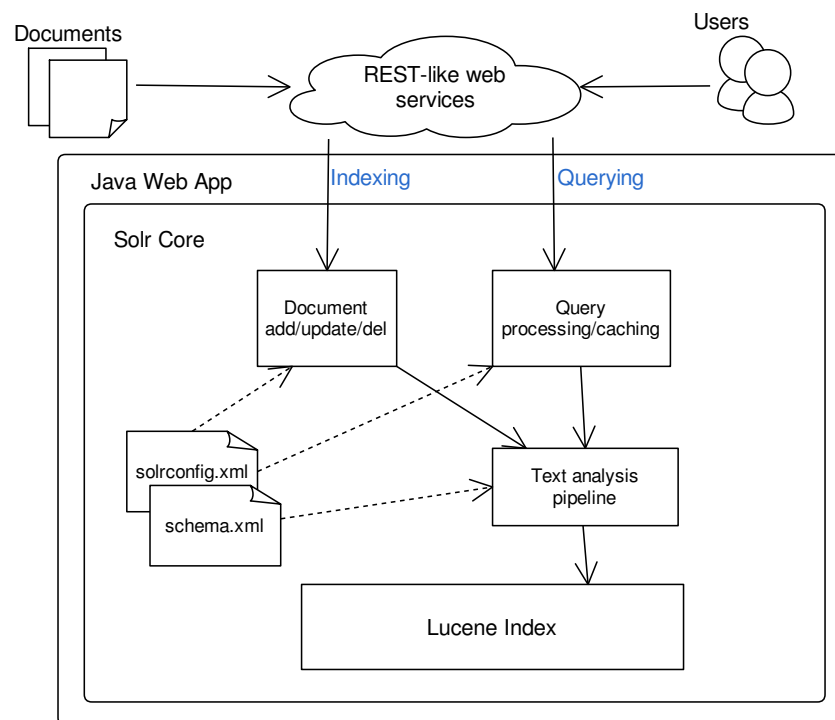 Documents
Users
REST-like web
services
Java Web App
Indexing
Querying
Solr Core
Document
add/update/del
Query
processing/caching
solrconfig.xml
schema.xml
Text analysis
pipeline
Lucene Index